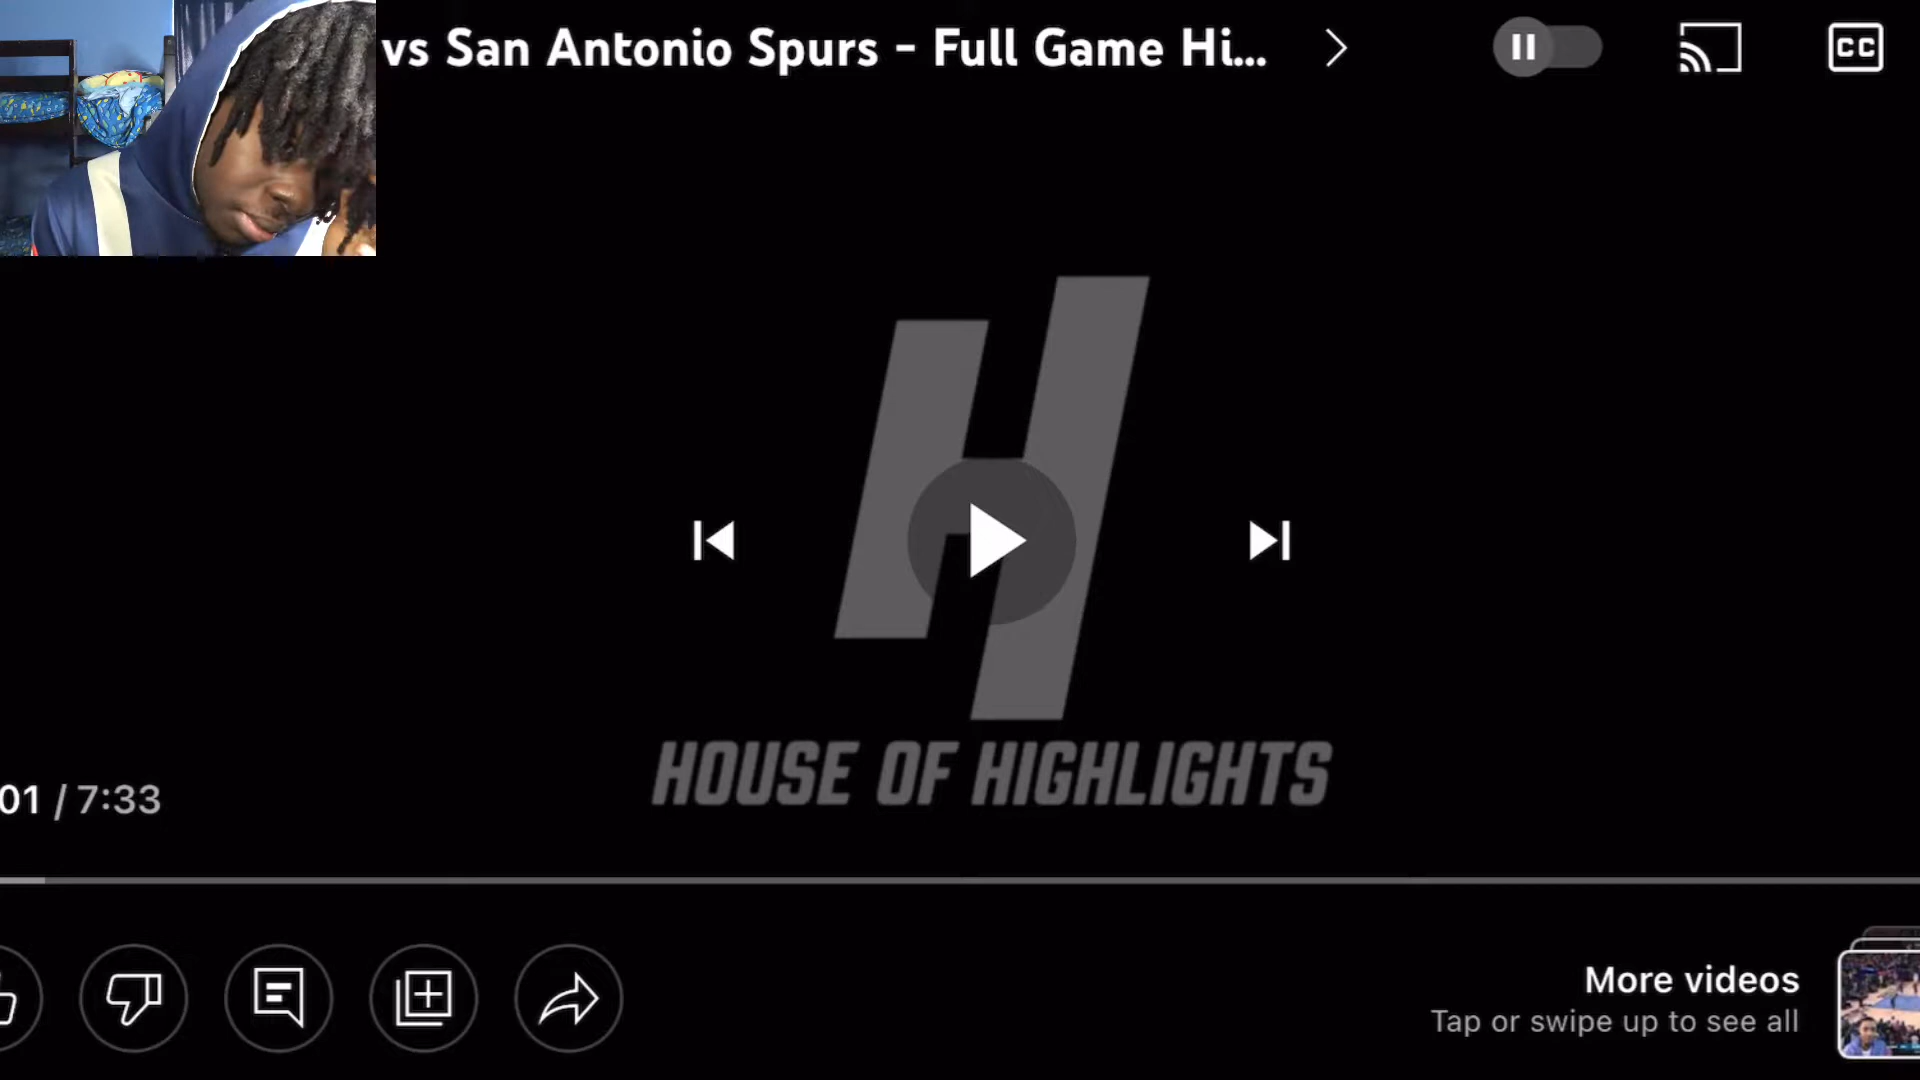 vs San Antonio Spurs - Full Game Hi...
CC
HOUSE OF HIGHLIGHTS
01 / 7:33
More videos
Tap or swipe up to see all